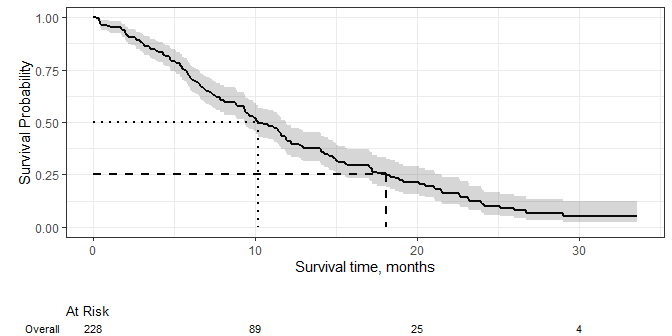 1.00
0.75
0.50
0.25
0.00
Survival Probability
0 10 20 30
Survival time, months
At Risk
Overall 228 89 25 4